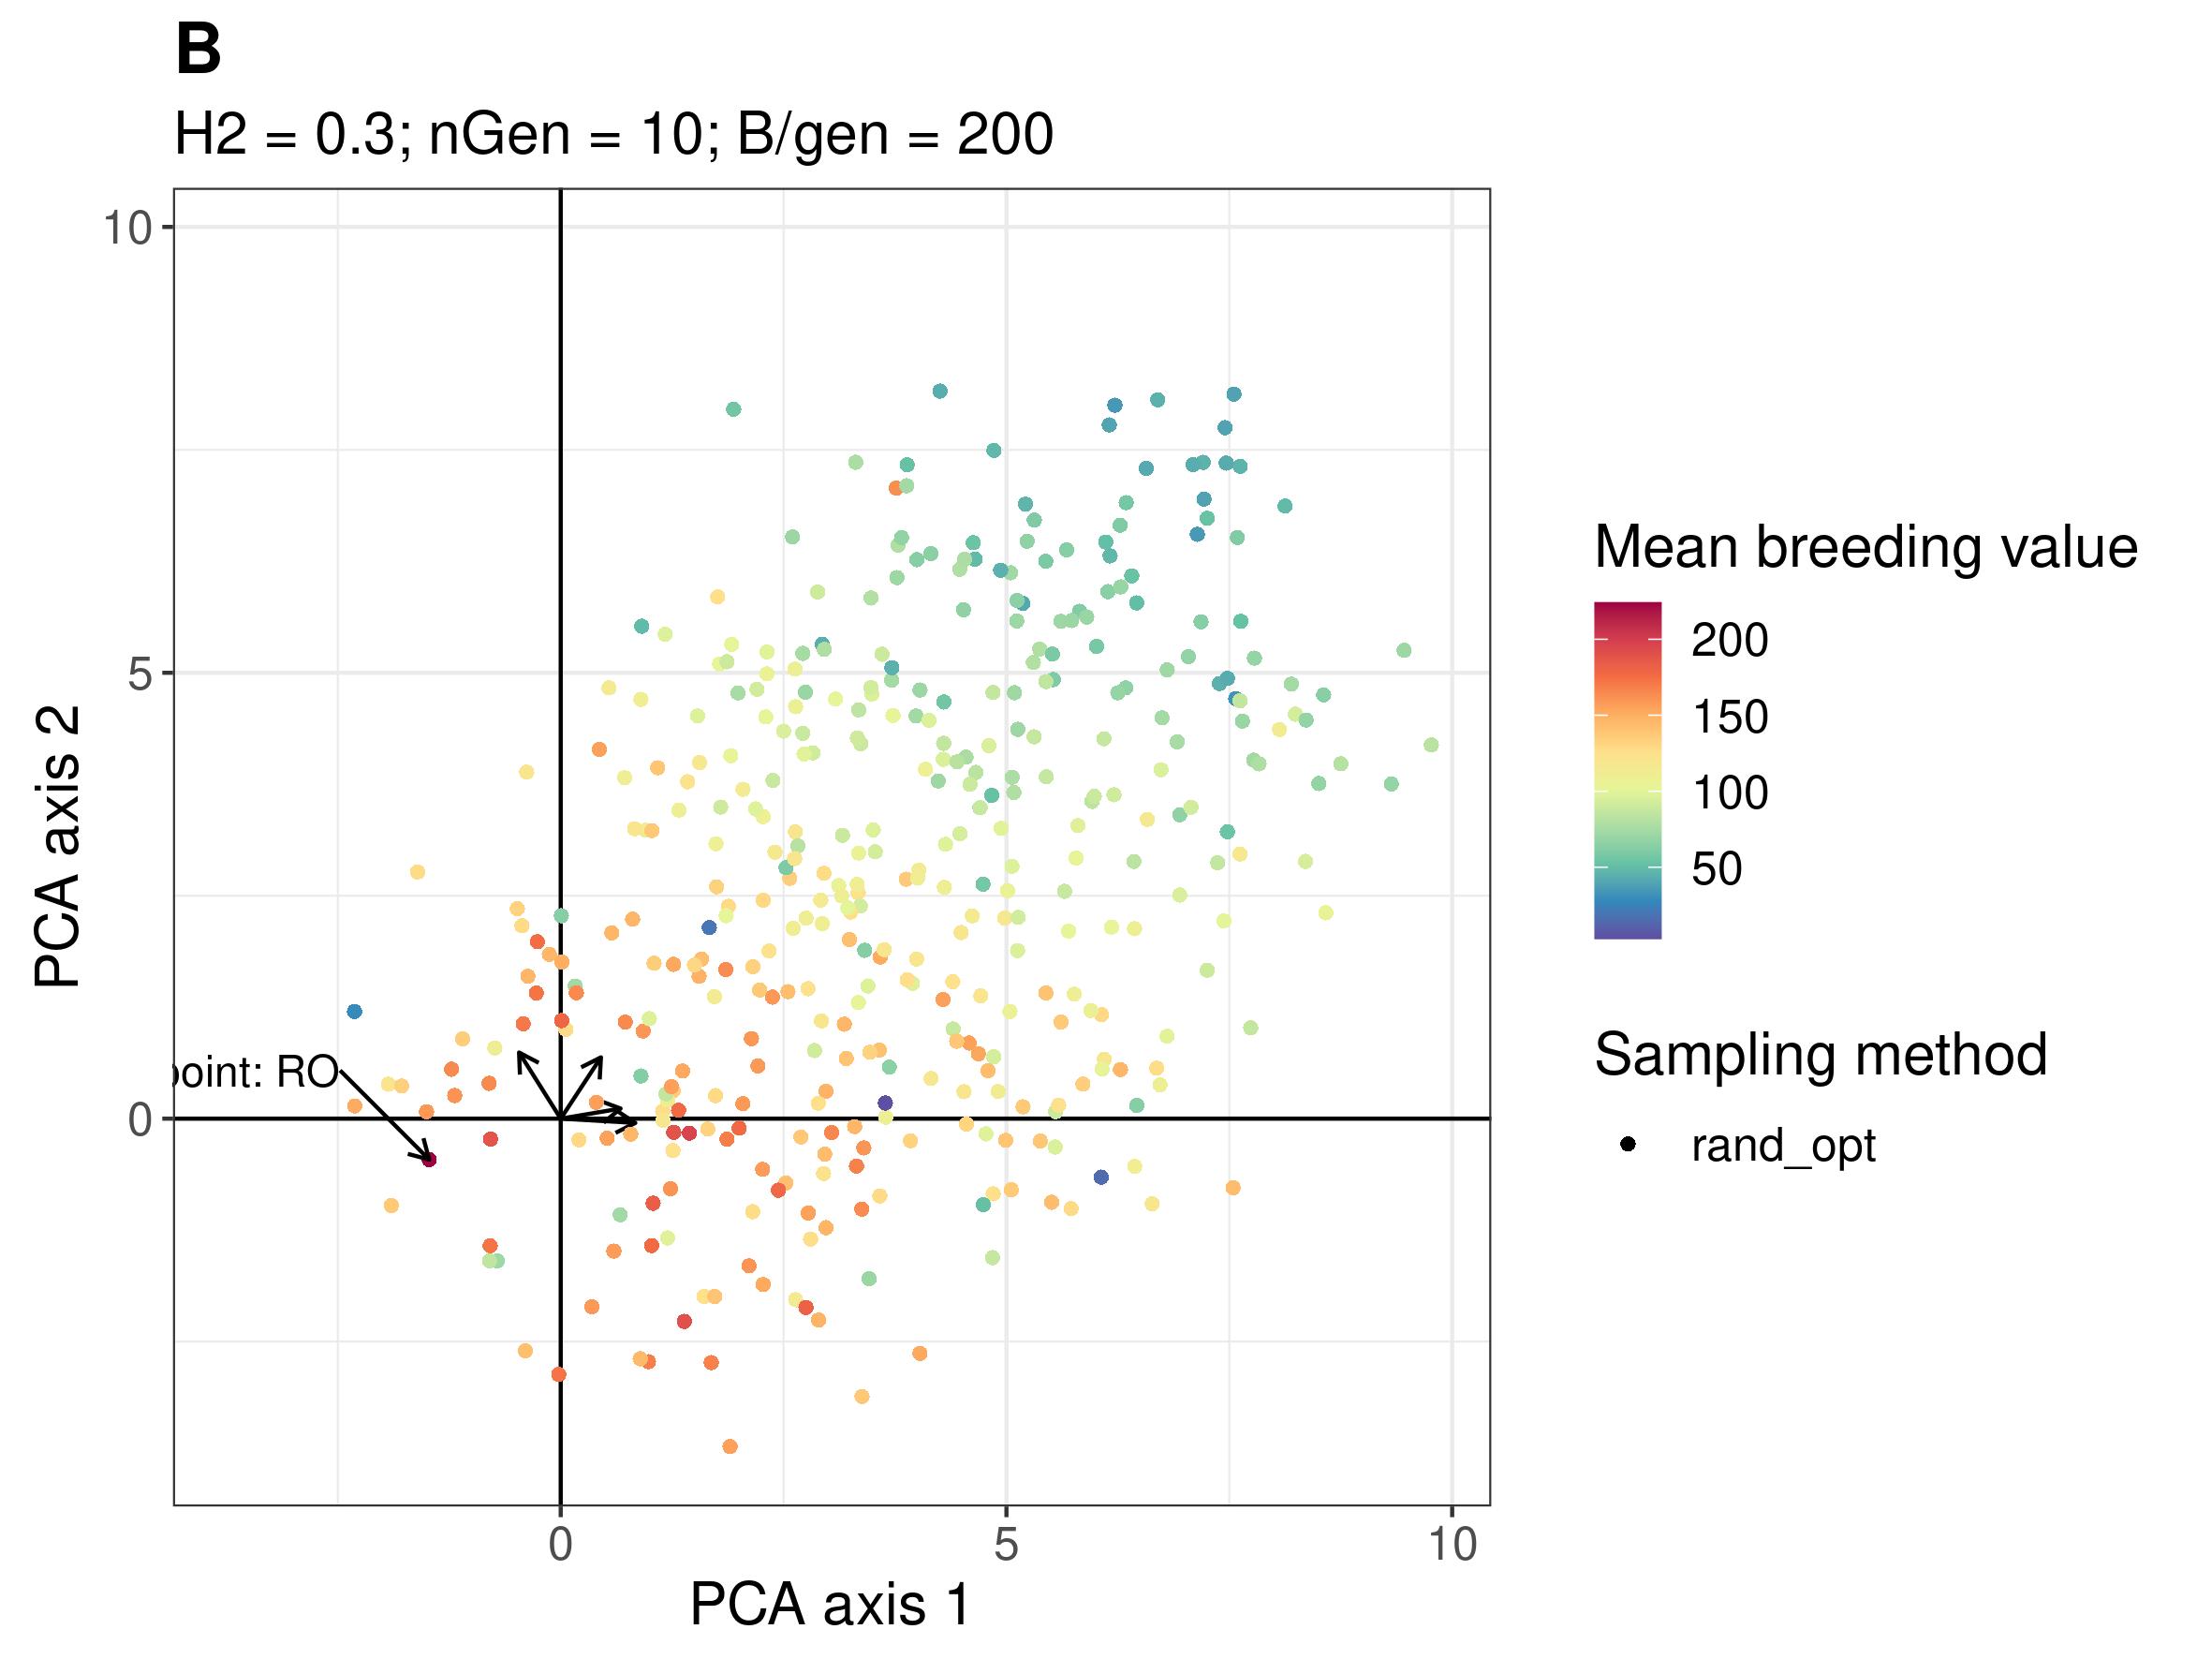 B
H2 = 0.3; nGen = 10; B/gen = 200
10
5
0
PCA axis 2
point: RO
0 5 10
PCA axis 1
Mean breeding value
200
150
100
50
Sampling method
rand_opt